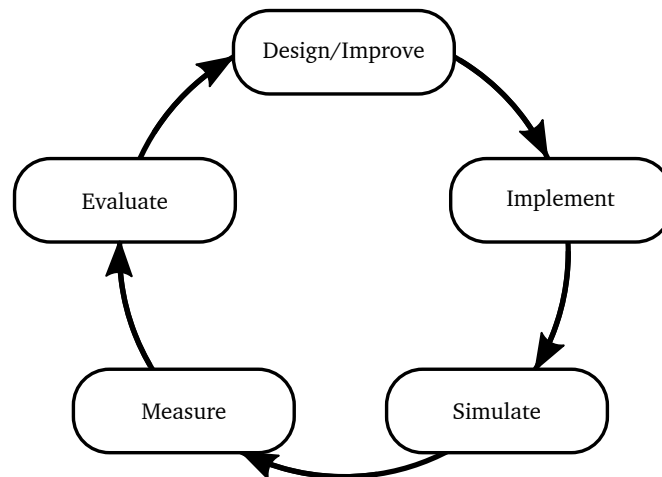 Design/Improve
Implement
Simulate
Measure
Evaluate